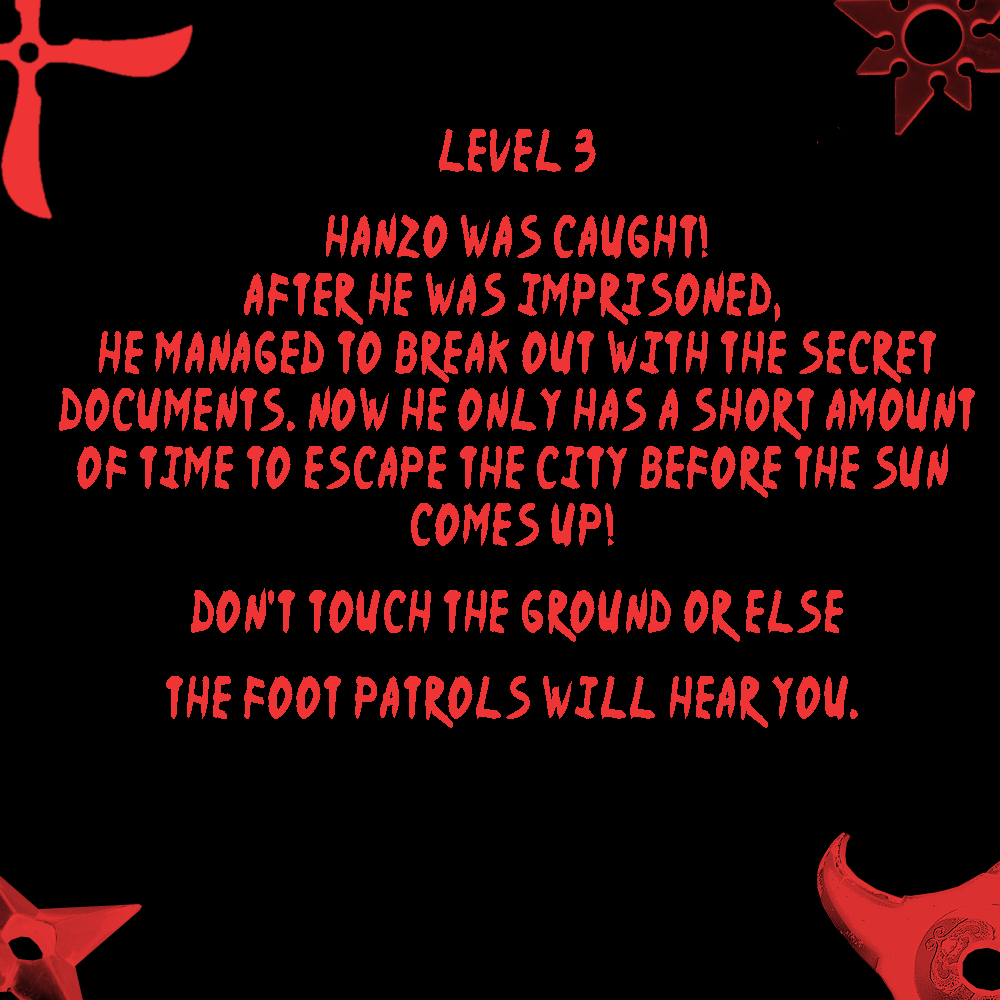 LEVEL 3
HANZO WAS CAUGHT!
AFTER HE WAS IMPRISONED,
HE MANAGED TO BREAK OUT WITH THE SECRET
DOCUMENTS. NOW HE ONLY HAS A SHORT AMOUNT
OF TIME TO ESCAPE THE CITY BEFORE THE SUN
COMES UP!
DON'T TOUCH THE GROUND OR ELSE
THE FOOT PATROLS WILL HEAR YOU.